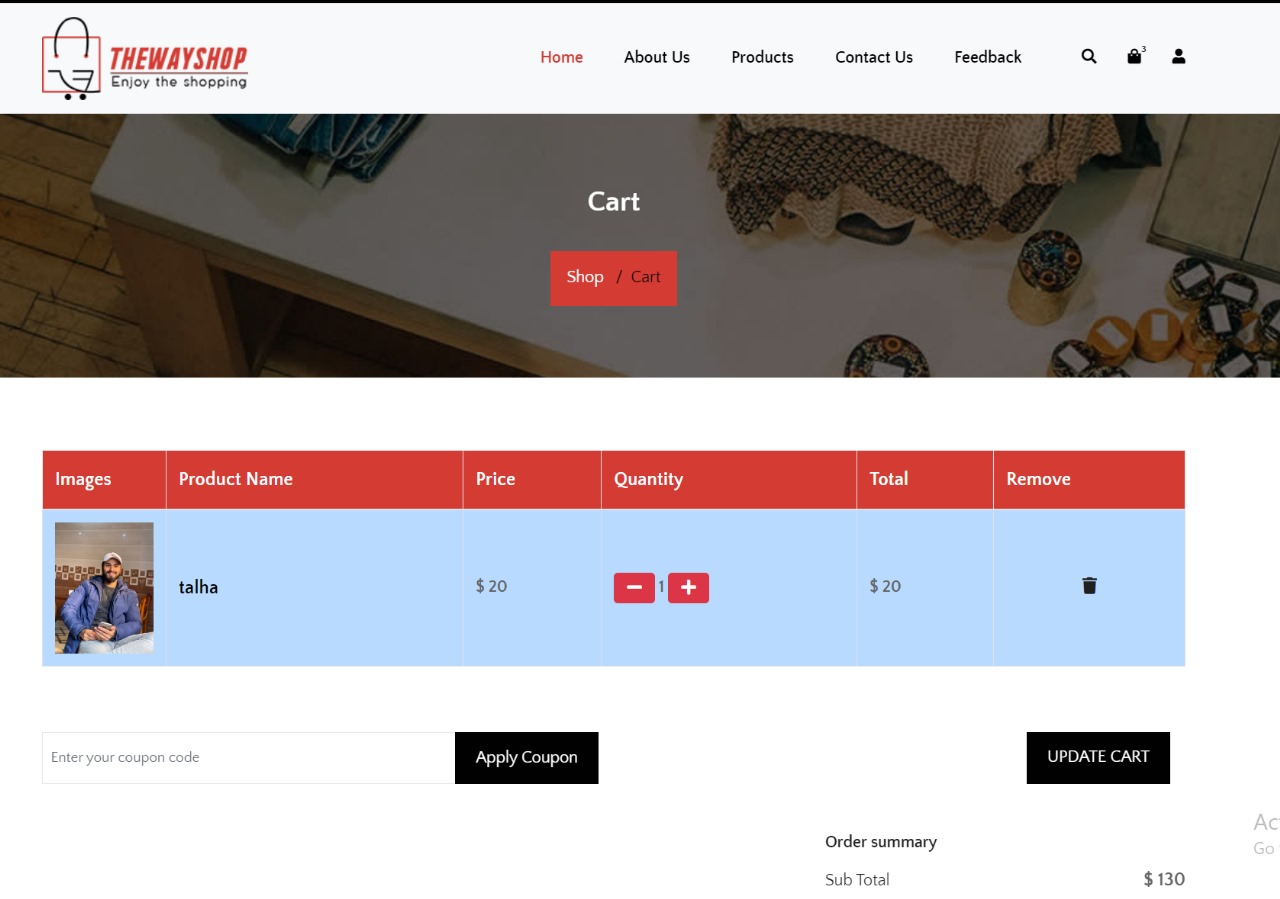 THEWAYSHOP
Enjoy the shopping
Home About Us Products Contact Us Feedback 3
Cart
Shop / Cart
Images Product Name Price Quantity Total Remove
talha $ 20 1 $ 20
Enter your coupon code Apply Coupon UPDATE CART
Order summary
Go
Sub Total $ 130